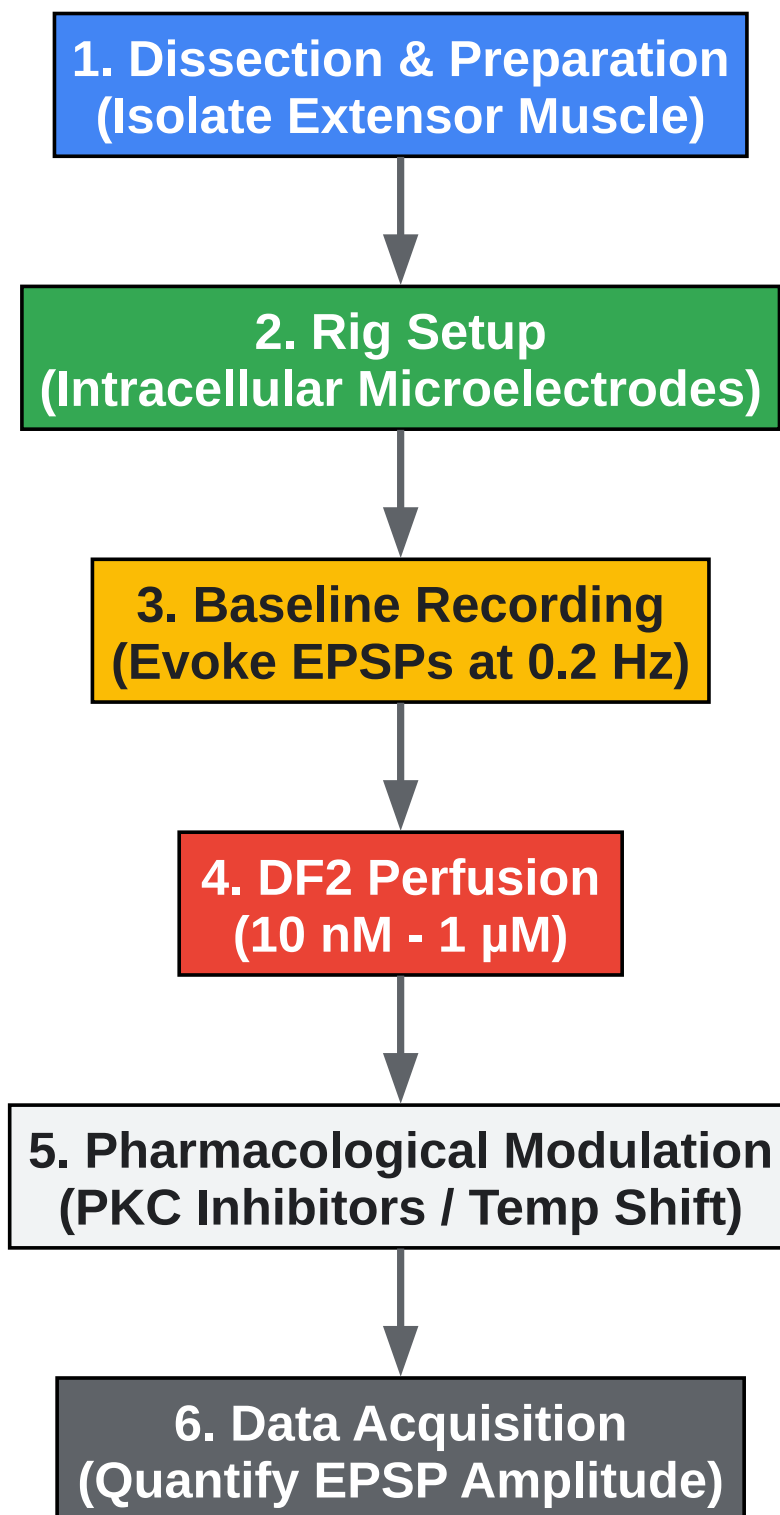 1. Dissection & Preparation
(Isolate Extensor Muscle)
2. Rig Setup
(Intracellular Microelectrodes)
3. Baseline Recording
(Evoke EPSPs at 0.2 Hz)
4. DF2 Perfusion
(10 nM - 1 µM)
5. Pharmacological Modulation
(PKC Inhibitors / Temp Shift)
6. Data Acquisition
(Quantify EPSP Amplitude)